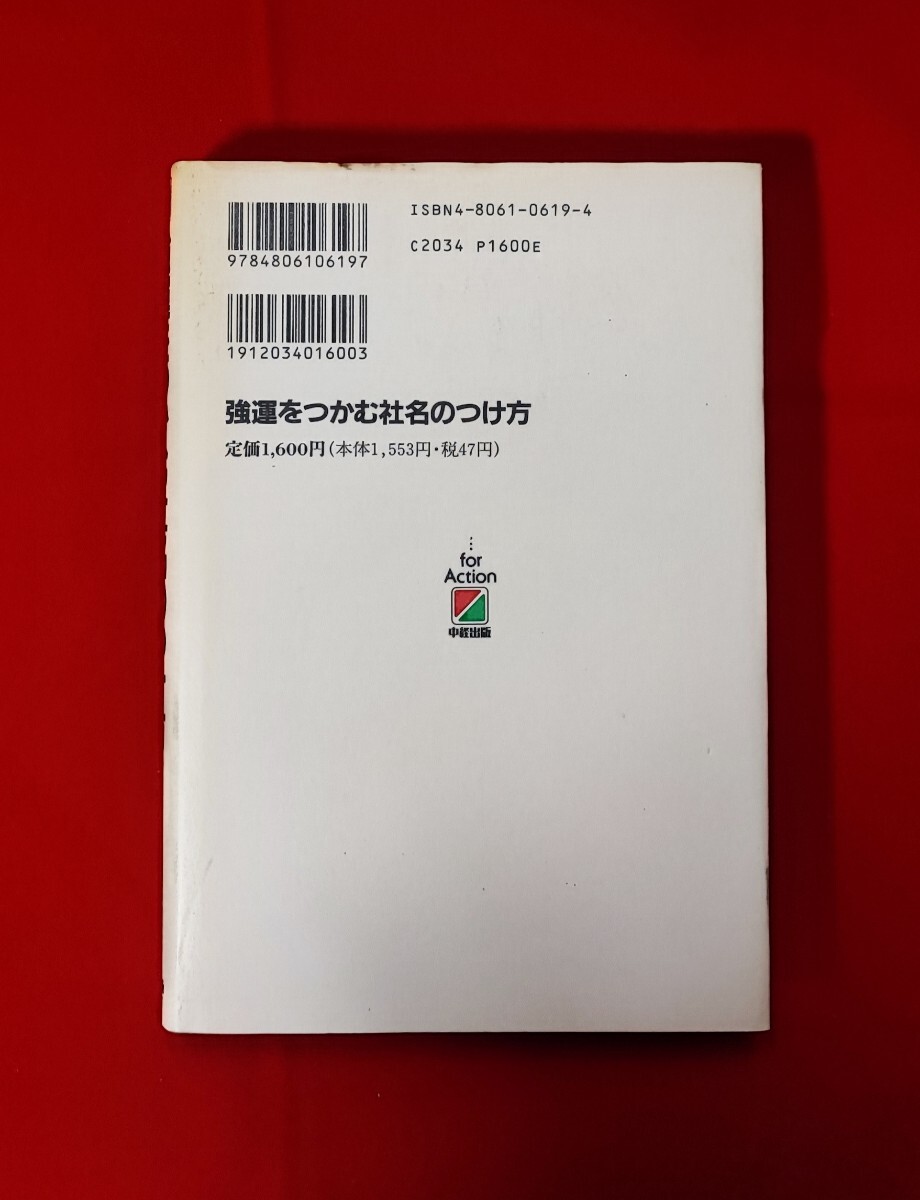 ISBN4-8061-0619-4
C2034 P1600E
9784806106197
1912034016003
強運をつかむ社名のつけ方
定価1,600円(本体1,553円・税47円)
for
Action
中経出版